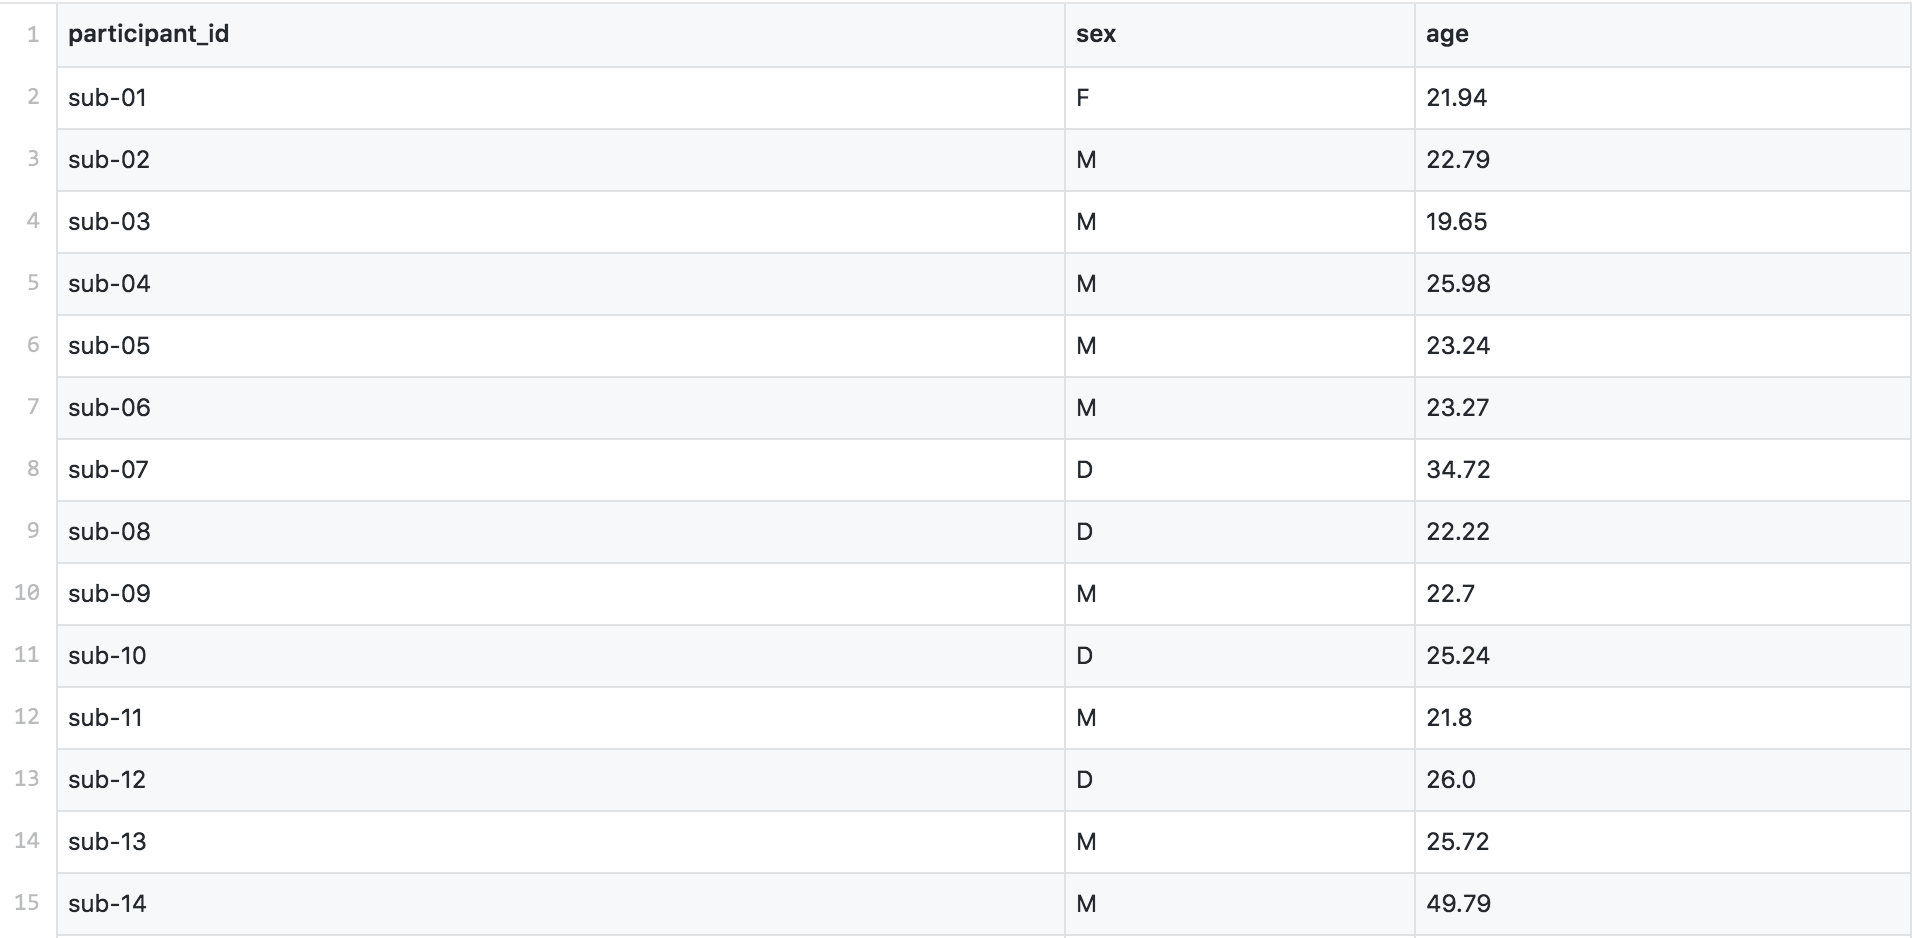 1 participant_id sex age
2 sub-01 F 21.94
3 sub-02 M 22.79
4 sub-03 M 19.65
5 sub-04 M 25.98
6 sub-05 M 23.24
7 sub-06 M 23.27
8 sub-07 D 34.72
9 sub-08 D 22.22
10 sub-09 M 22.7
11 sub-10 D 25.24
12 sub-11 M 21.8
13 sub-12 D 26.0
14 sub-13 M 25.72
15 sub-14 M 49.79